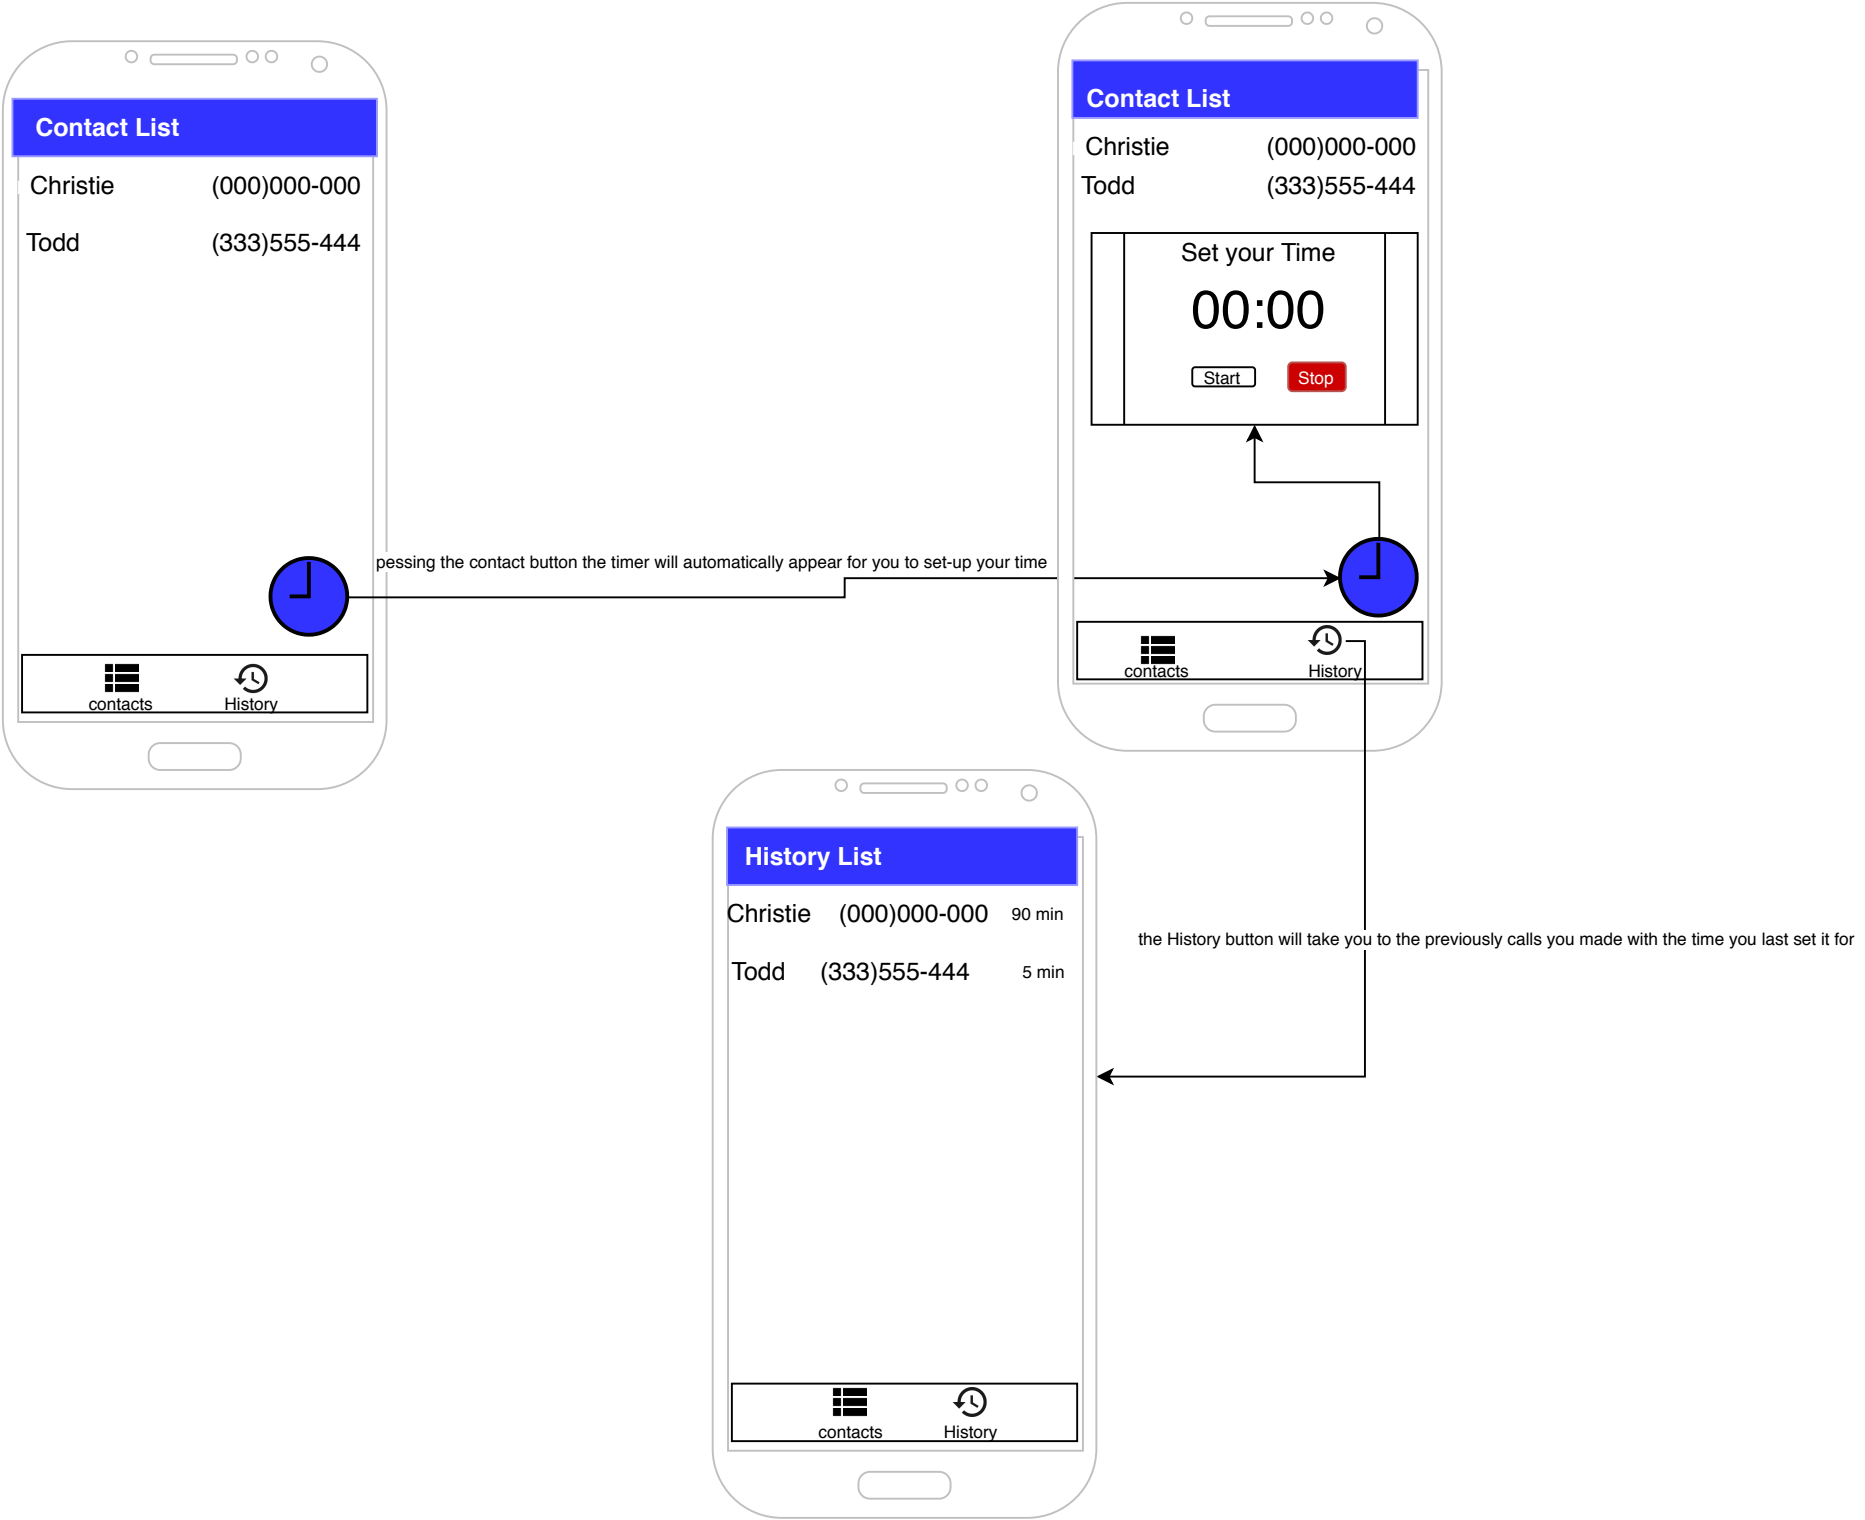 Contact List
Christie (000)000-000
Todd (333)555-444
contacts History
pessing the contact button the timer will automatically appear for you to set-up your time
Contact List
Christie (000)000-000
Todd (333)555-444
Set your Time
00:00
Start Stop
contacts History
the History button will take you to the previously calls you made with the time you last set it for
History List
Christie (000)000-000 90 min
Todd (333)555-444 5 min
contacts History